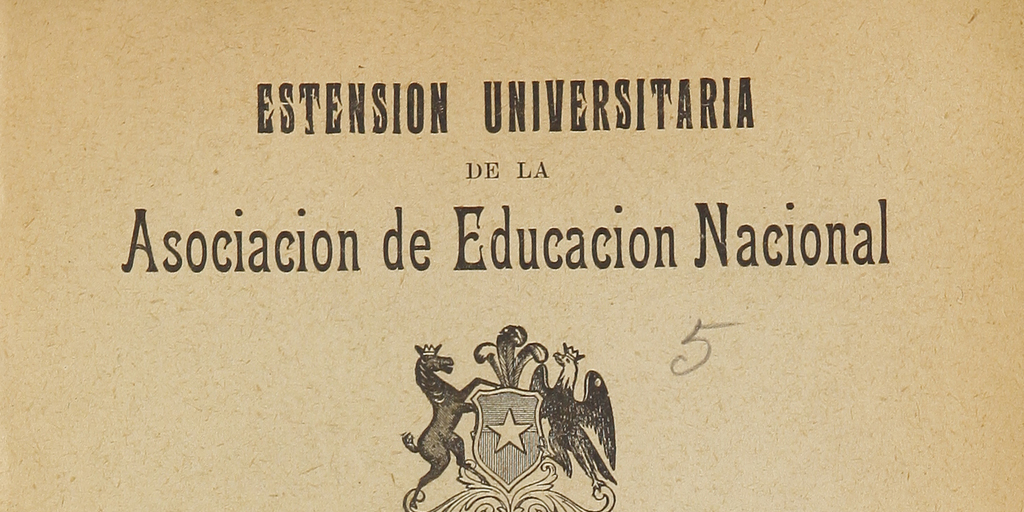 ESTENSION UNIVERSITARIA
DE LA
Asociacion de Educacion Nacional
5